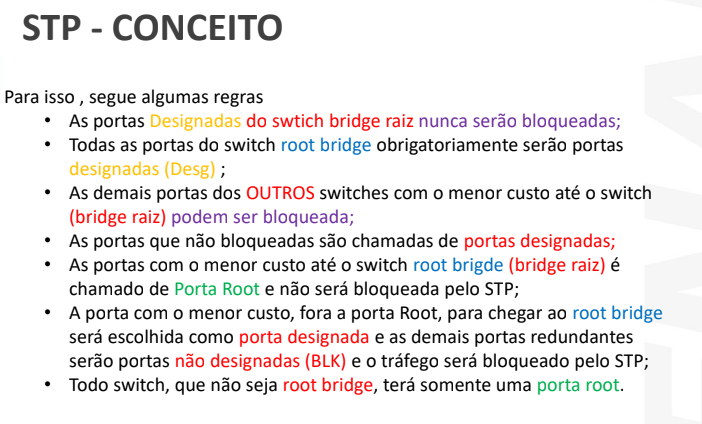 STP - CONCEITO
Para isso , segue algumas regras
• As portas Designadas do swtich bridge raiz nunca serão bloqueadas;
• Todas as portas do switch root bridge obrigatoriamente serão portas
designadas (Desg) ;
• As demais portas dos OUTROS switches com o menor custo até o switch
(bridge raiz) podem ser bloqueada;
• As portas que não bloqueadas são chamadas de portas designadas;
• As portas com o menor custo até o switch root brigde (bridge raiz) é
chamado de Porta Root e não será bloqueada pelo STP;
• A porta com o menor custo, fora a porta Root, para chegar ao root bridge
será escolhida como porta designada e as demais portas redundantes
serão portas não designadas (BLK) e o tráfego será bloqueado pelo STP;
• Todo switch, que não seja root bridge, terá somente uma porta root.